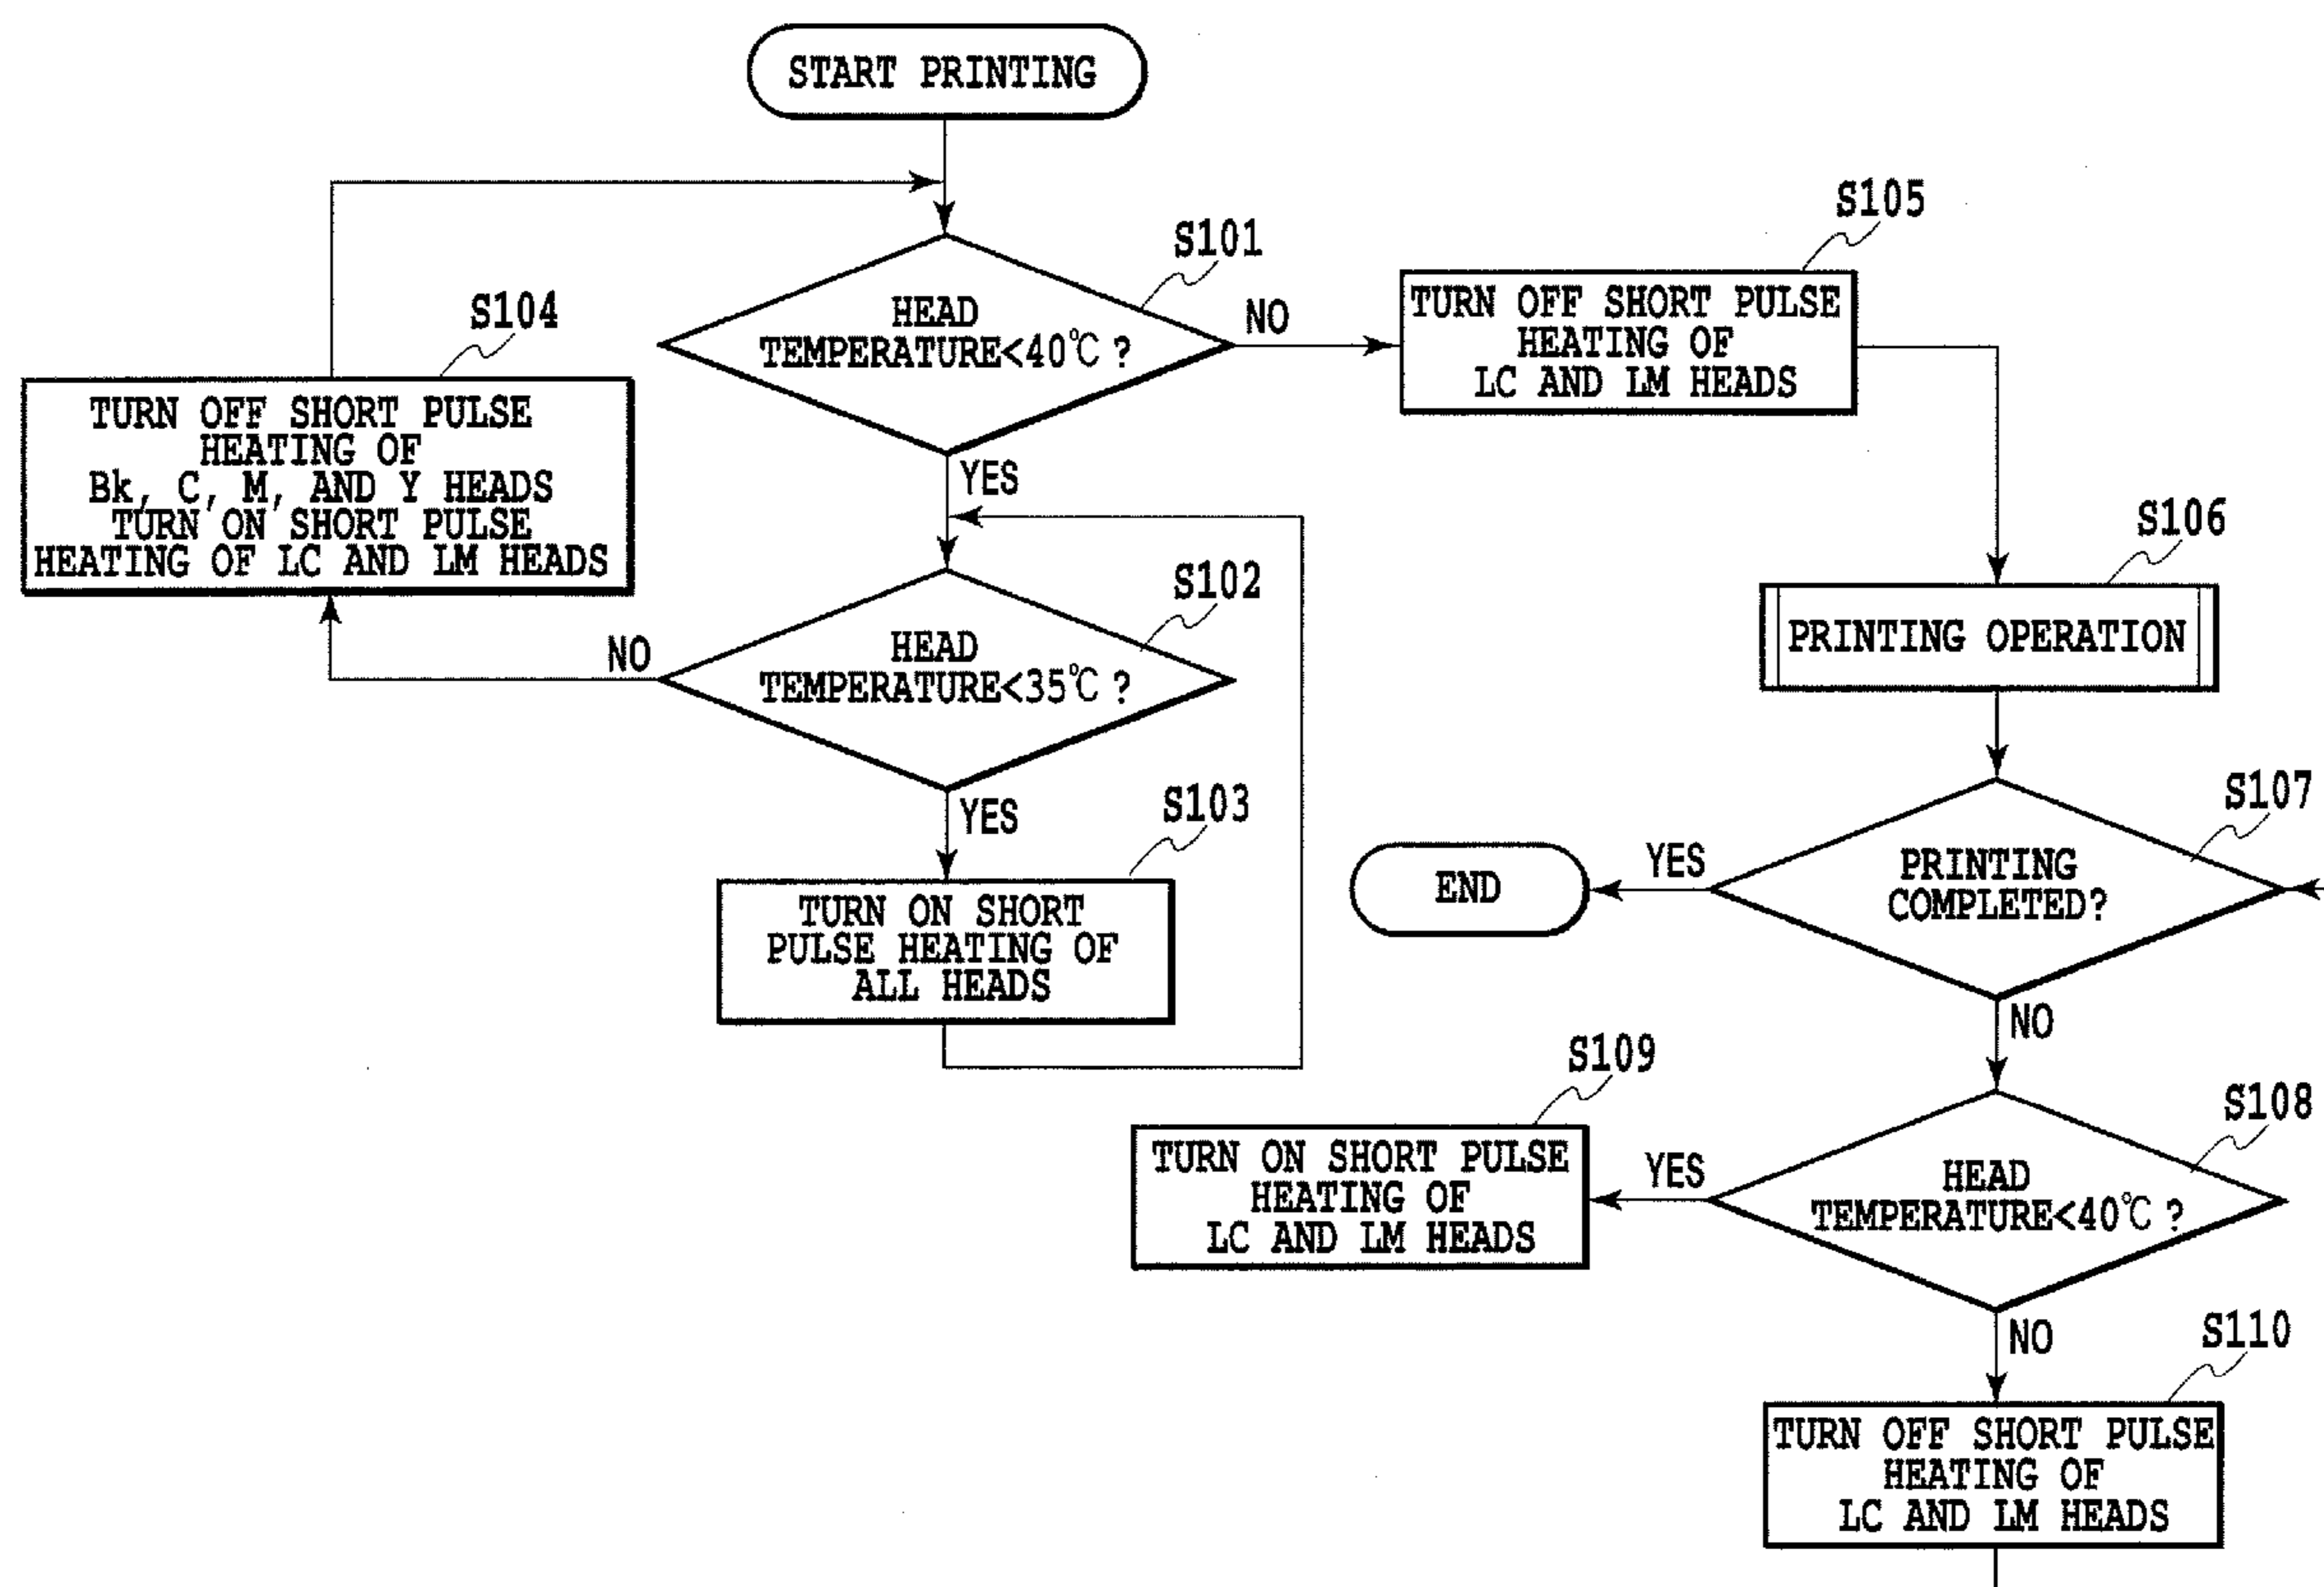 START PRINTING
S101
HEAD
TEMPERATURE<40℃ ?
NO
YES
S105
TURN OFF SHORT PULSE
HEATING OF
LC AND LM HEADS
S104
TURN OFF SHORT PULSE
HEATING OF
Bk, C, M, AND Y HEADS
TURN ON SHORT PULSE
HEATING OF LC AND LM HEADS
S102
HEAD
TEMPERATURE<35℃ ?
NO
YES
S103
TURN ON SHORT
PULSE HEATING OF
ALL HEADS
S106
PRINTING OPERATION
S107
PRINTING
COMPLETED?
YES
END
NO
S108
HEAD
TEMPERATURE<40℃ ?
YES
S109
TURN ON SHORT PULSE
HEATING OF
LC AND LM HEADS
NO
S110
TURN OFF SHORT PULSE
HEATING OF
LC AND LM HEADS